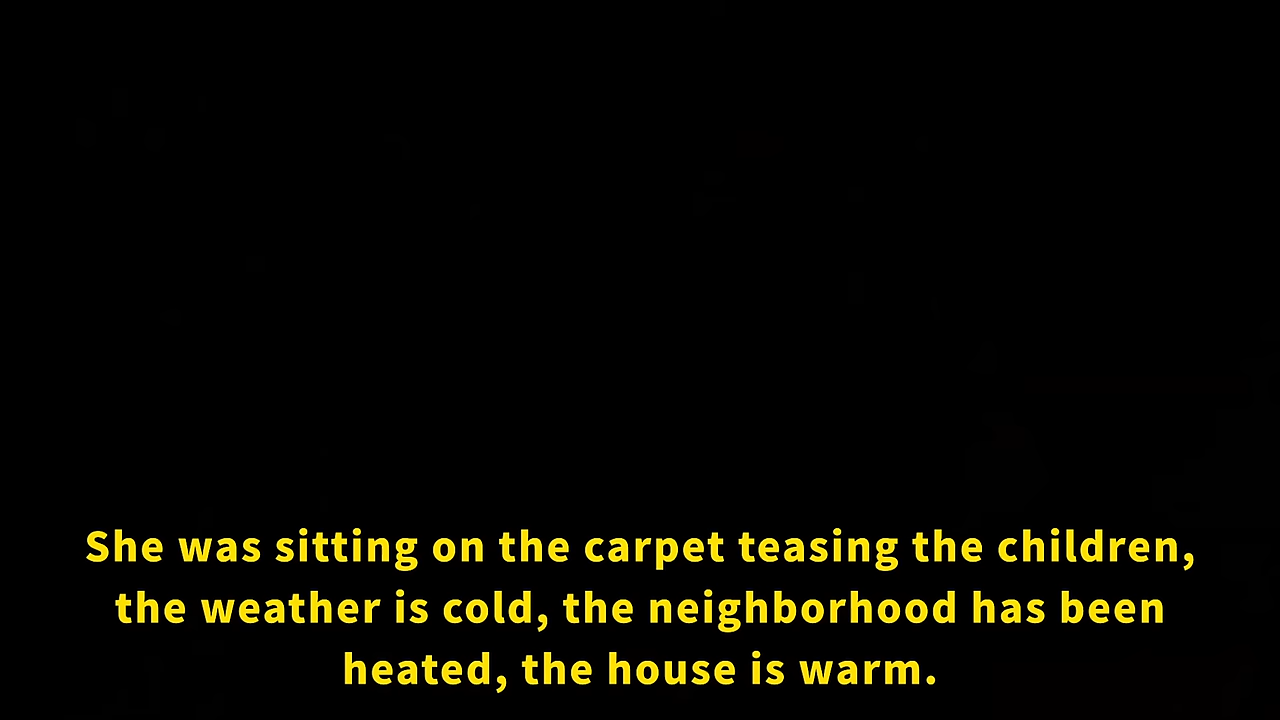 She was sitting on the carpet teasing the children,
the weather is cold, the neighborhood has been
heated, the house is warm.